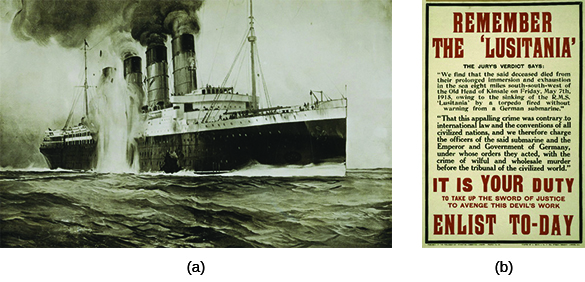 REMEMBER
THE 'LUSITANIA'
THE JURY'S VERDICT SAYS:
"We find that the said deceased died from
their prolonged immersion and exhaustion
in the sea eight miles south-south-west of
the Old Head of Kinsale on Friday, May 7th,
1915, owing to the sinking of the R.M.S.
'Lusitania' by a torpedo fired without
warning from a German submarine."
"That this appalling crime was contrary to
international law and the conventions of all
civilized nations, and we therefore charge
the officers of the said submarine and the
Emperor and Government of Germany,
under whose orders they acted, with the
crime of wilful and wholesale murder
before the tribunal of the civilized world."
IT IS YOUR DUTY
TO TAKE UP THE SWORD OF JUSTICE
TO AVENGE THIS DEVIL'S WORK
ENLIST TO-DAY
(a)
(b)